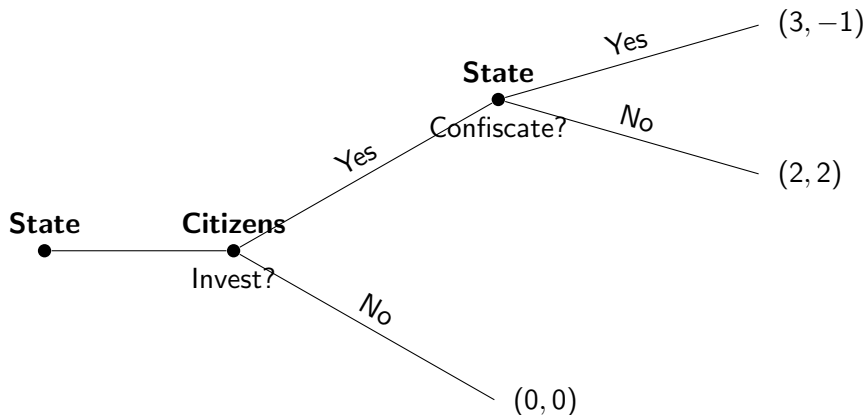 State
Citizens
Invest?
Yes
No
(0, 0)
State
Confiscate?
Yes
No
(3, −1)
(2, 2)